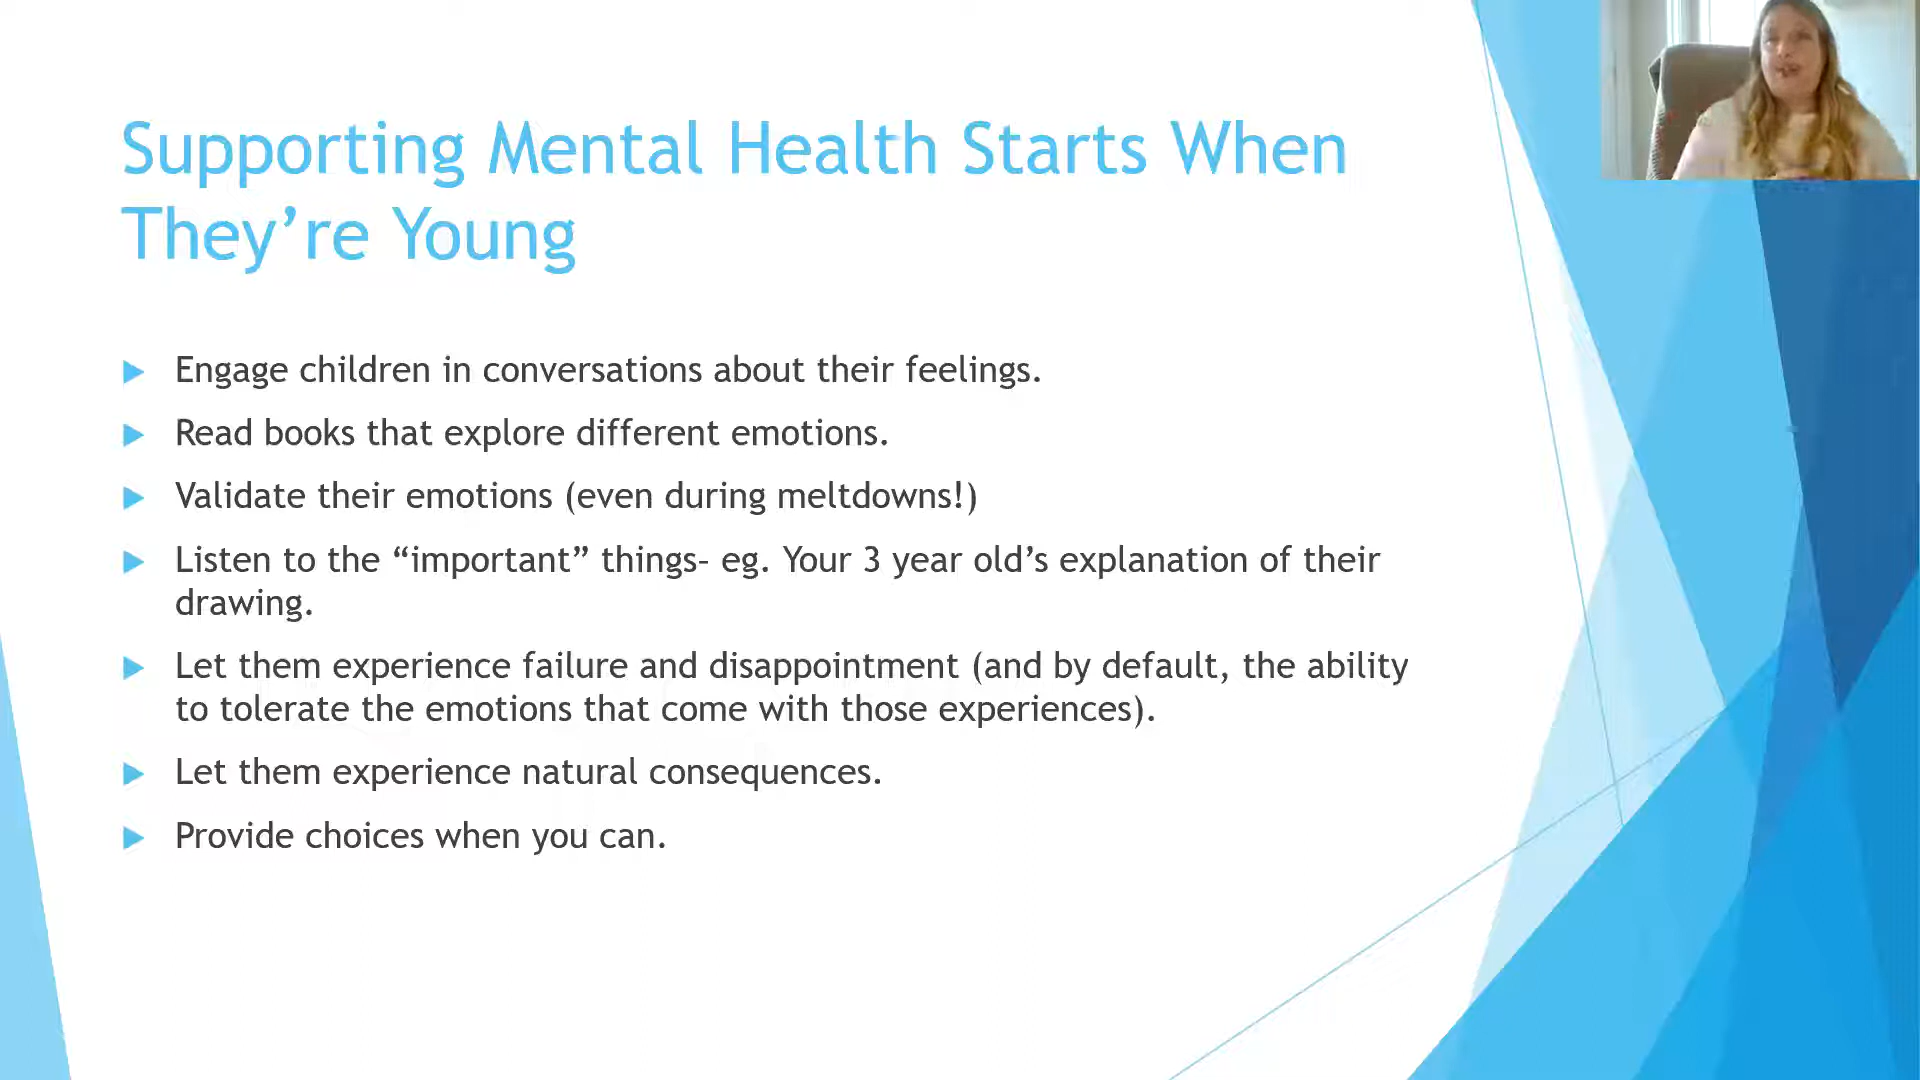 Supporting Mental Health Starts When
They’re Young
Engage children in conversations about their feelings.
Read books that explore different emotions.
Validate their emotions (even during meltdowns!)
Listen to the “important” things- eg. Your 3 year old’s explanation of their
drawing.
Let them experience failure and disappointment (and by default, the ability
to tolerate the emotions that come with those experiences).
Let them experience natural consequences.
Provide choices when you can.